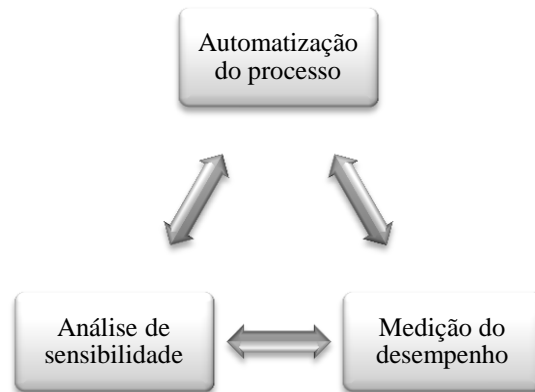 Automatização
do processo
Análise de
sensibilidade
Medição do
desempenho